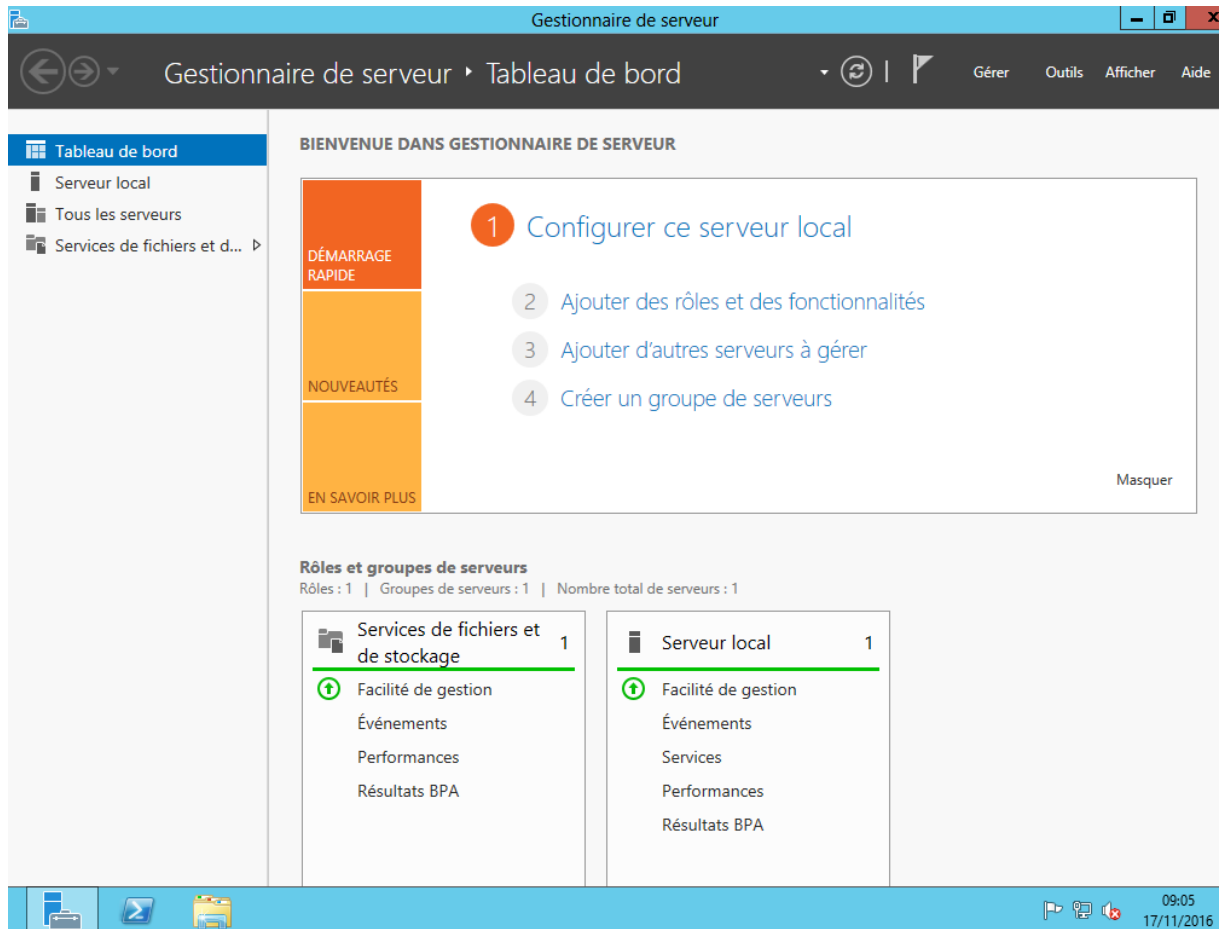 Gestionnaire de serveur
Gestionnaire de serveur ‣ Tableau de bord
Gérer Outils Afficher Aide
Tableau de bord
Serveur local
Tous les serveurs
Services de fichiers et d...
BIENVENUE DANS GESTIONNAIRE DE SERVEUR
DÉMARRAGE
RAPIDE
NOUVEAUTÉS
EN SAVOIR PLUS
1 Configurer ce serveur local
2 Ajouter des rôles et des fonctionnalités
3 Ajouter d’autres serveurs à gérer
4 Créer un groupe de serveurs
Masquer
Rôles et groupes de serveurs
Rôles : 1 | Groupes de serveurs : 1 | Nombre total de serveurs : 1
Services de fichiers et
de stockage
1
Facilité de gestion
Événements
Performances
Résultats BPA
Serveur local 1
Facilité de gestion
Événements
Services
Performances
Résultats BPA
09:05
17/11/2016